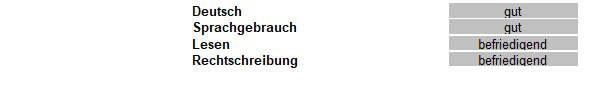 Deutsch gut
Sprachgebrauch gut
Lesen befriedigend
Rechtschreibung befriedigend